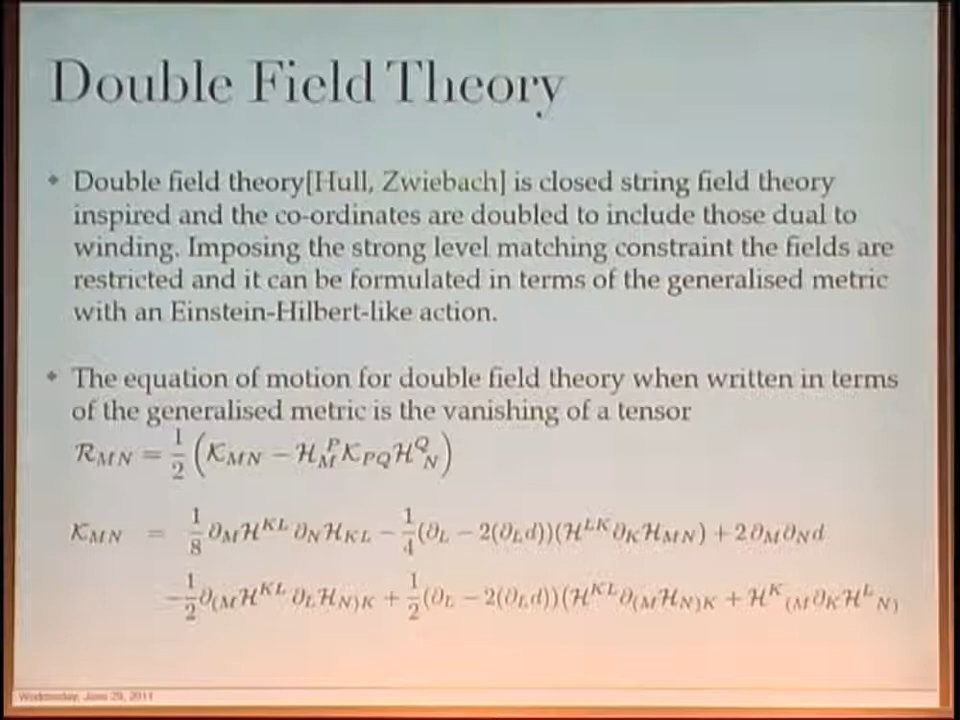 Double Field Theory
Double field theory[Hull, Zwiebach] is closed string field theory
inspired and the co-ordinates are doubled to include those dual to
winding. Imposing the strong level matching constraint the fields are
restricted and it can be formulated in terms of the generalised metric
with an Einstein-Hilbert-like action.
The equation of motion for double field theory when written in terms
of the generalised metric is the vanishing of a tensor
ℛ_{MN} = 1/2 (𝒦_{MN} − ℋ_M^P 𝒦_{PQ} ℋ^Q_N)
𝒦_{MN} = 1/8 ∂_M ℋ^{KL} ∂_N ℋ_{KL} − 1/4 (∂_L − 2(∂_L d))(ℋ^{LK} ∂_K ℋ_{MN}) + 2∂_M ∂_N d
−1/2 ∂_{(M} ℋ^{KL} ∂_L ℋ_{N)K} + 1/2 (∂_L − 2(∂_L d))(ℋ^{KL} ∂_{(M} ℋ_{N)K} + ℋ^K_{(M} ∂_K ℋ^L_{N)}
Wednesday, June 29, 2011